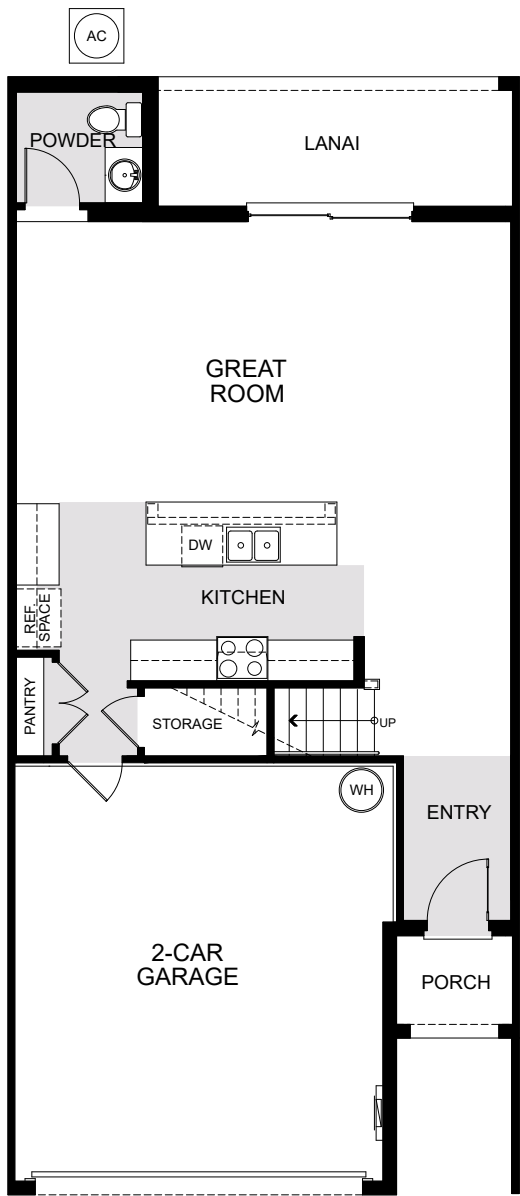 AC
POWDER
LANAI
GREAT
ROOM
DW
KITCHEN
REF.
SPACE
PANTRY
STORAGE
UP
WH
ENTRY
2-CAR
GARAGE
PORCH